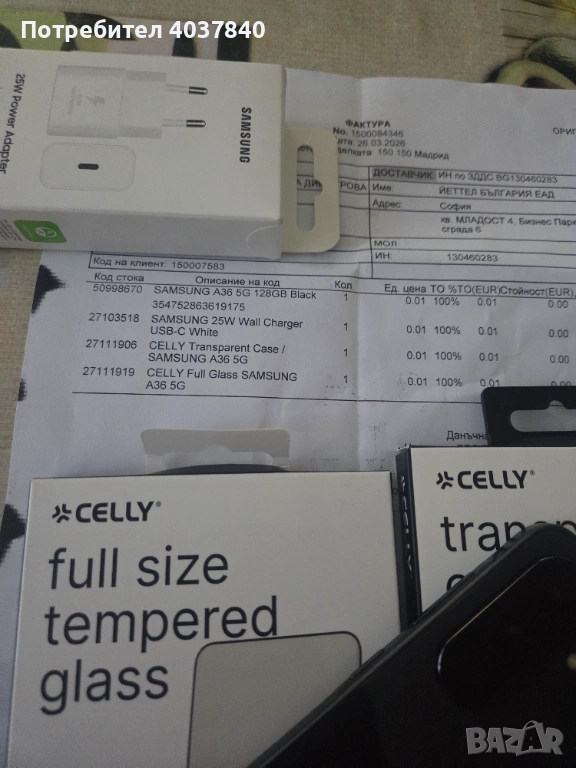 Потребител 4037840
25W Power Adapter
SAMSUNG
ФАКТУРА
No. 1500084346
26.03.2026
150 150 Мадрид
ДОСТАВЧИК ИН по ЗДДС BG130460283
Име: ЙЕТТЕЛ БЪЛГАРИЯ ЕАД
Адрес: София
кв. МЛАДОСТ 4, Бизнес
сграда 6
МОЛ
ИН: 130460283
Код на клиент: 150007583
Код стока Описание на код Кол Ед. цена ТО %ТО(EUR)Стойност(EUR)
50998670 SAMSUNG A36 5G 128GB Black 1 0.01 100% 0.01 0.00
354752863619175
27103518 SAMSUNG 25W Wall Charger 1 0.01 100% 0.01 0.00
USB-C White
27111906 CELLY Transparent Case / 1 0.01 100% 0.01 0.00
SAMSUNG A36 5G
27111919 CELLY Full Glass SAMSUNG 1 0.01 100% 0.01 0.00
A36 5G
CELLY®
full size
tempered
glass
CELLY®
BAZAR